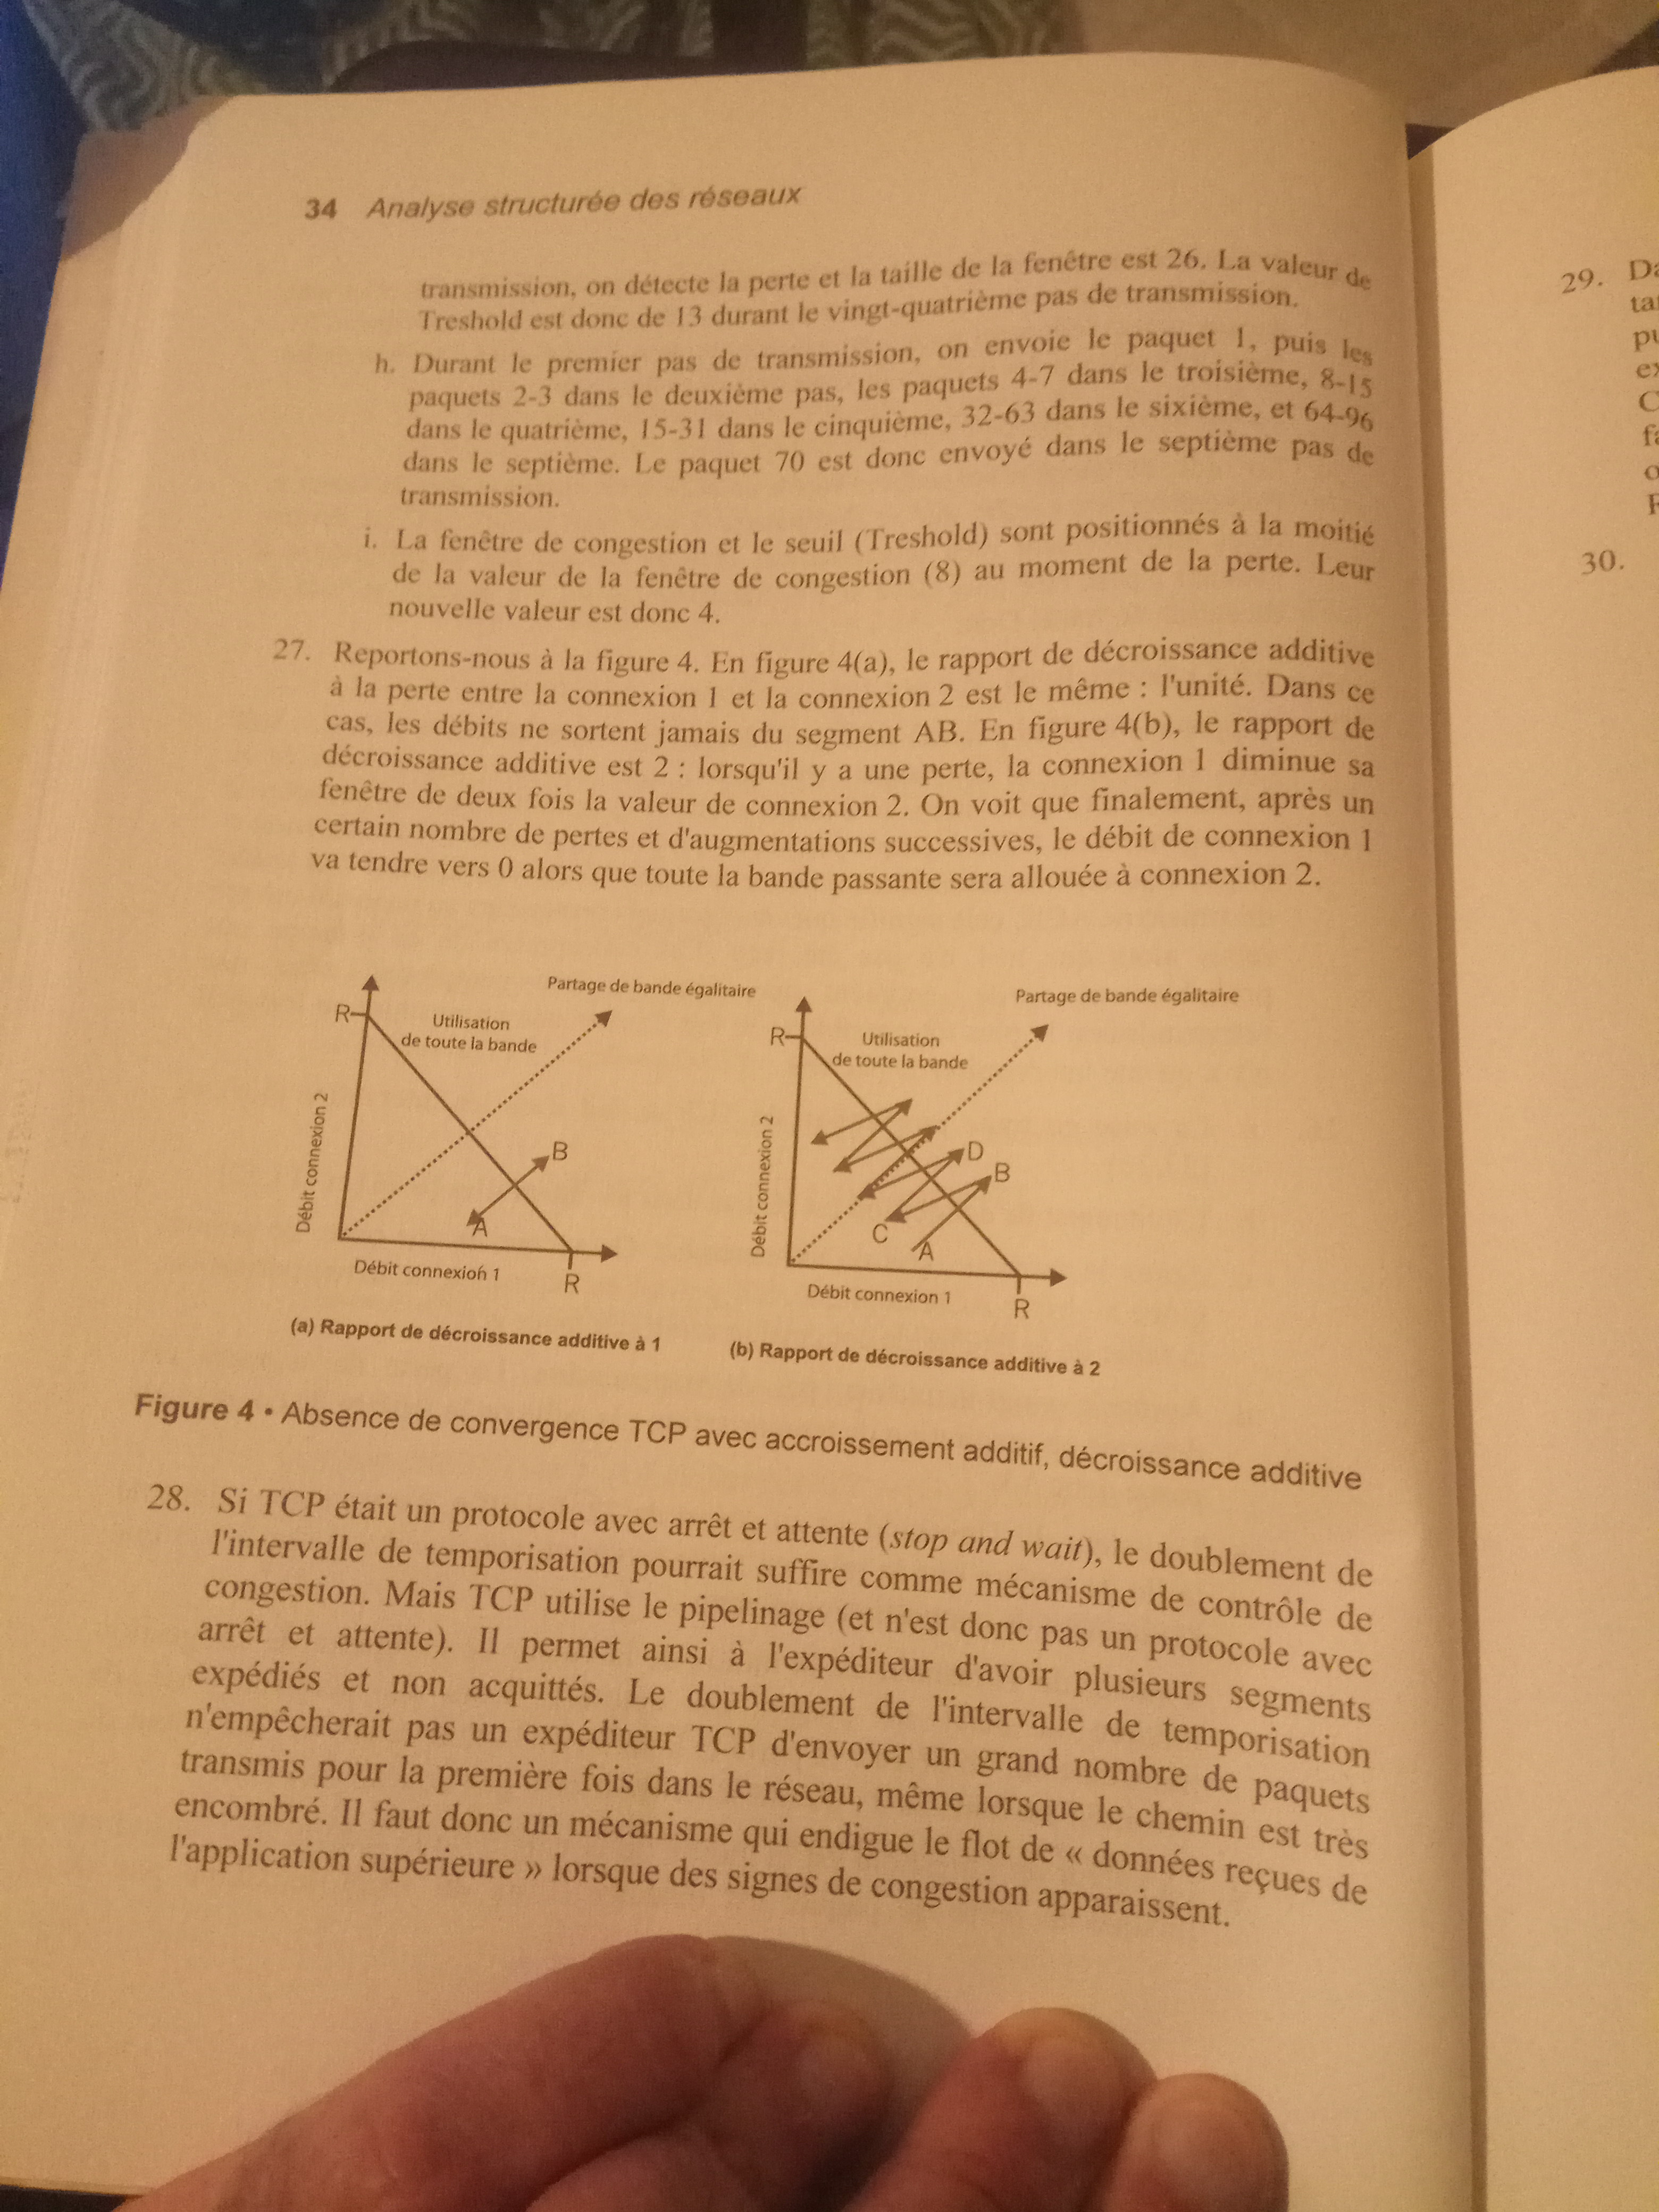 34 Analyse structurée des réseaux
transmission, on détecte la perte et la taille de la fenêtre est 26. La valeur de
Treshold est donc de 13 durant le vingt-quatrième pas de transmission.
h. Durant le premier pas de transmission, on envoie le paquet 1, puis les
paquets 2-3 dans le deuxième pas, les paquets 4-7 dans le troisième, 8-15
dans le quatrième, 15-31 dans le cinquième, 32-63 dans le sixième, et 64-96
dans le septième. Le paquet 70 est donc envoyé dans le septième pas de
transmission.
i. La fenêtre de congestion et le seuil (Treshold) sont positionnés à la moitié
de la valeur de la fenêtre de congestion (8) au moment de la perte. Leur
nouvelle valeur est donc 4.
27. Reportons-nous à la figure 4. En figure 4(a), le rapport de décroissance additive
à la perte entre la connexion 1 et la connexion 2 est le même : l'unité. Dans ce
cas, les débits ne sortent jamais du segment AB. En figure 4(b), le rapport de
décroissance additive est 2 : lorsqu'il y a une perte, la connexion 1 diminue sa
fenêtre de deux fois la valeur de connexion 2. On voit que finalement, après un
certain nombre de pertes et d'augmentations successives, le débit de connexion 1
va tendre vers 0 alors que toute la bande passante sera allouée à connexion 2.
Partage de bande égalitaire
R
Utilisation
de toute la bande
Débit connexion 2
B
A
Débit connexion 1
R
(a) Rapport de décroissance additive à 1
Partage de bande égalitaire
R
Utilisation
de toute la bande
Débit connexion 2
D
B
C
A
Débit connexion 1
R
(b) Rapport de décroissance additive à 2
Figure 4 • Absence de convergence TCP avec accroissement additif, décroissance additive
28. Si TCP était un protocole avec arrêt et attente (stop and wait), le doublement de
l'intervalle de temporisation pourrait suffire comme mécanisme de contrôle de
congestion. Mais TCP utilise le pipelinage (et n'est donc pas un protocole avec
arrêt et attente). Il permet ainsi à l'expéditeur d'avoir plusieurs segments
expédiés et non acquittés. Le doublement de l'intervalle de temporisation
n'empêcherait pas un expéditeur TCP d'envoyer un grand nombre de paquets
transmis pour la première fois dans le réseau, même lorsque le chemin est très
encombré. Il faut donc un mécanisme qui endigue le flot de « données reçues de
l'application supérieure » lorsque des signes de congestion apparaissent.
29.
30.